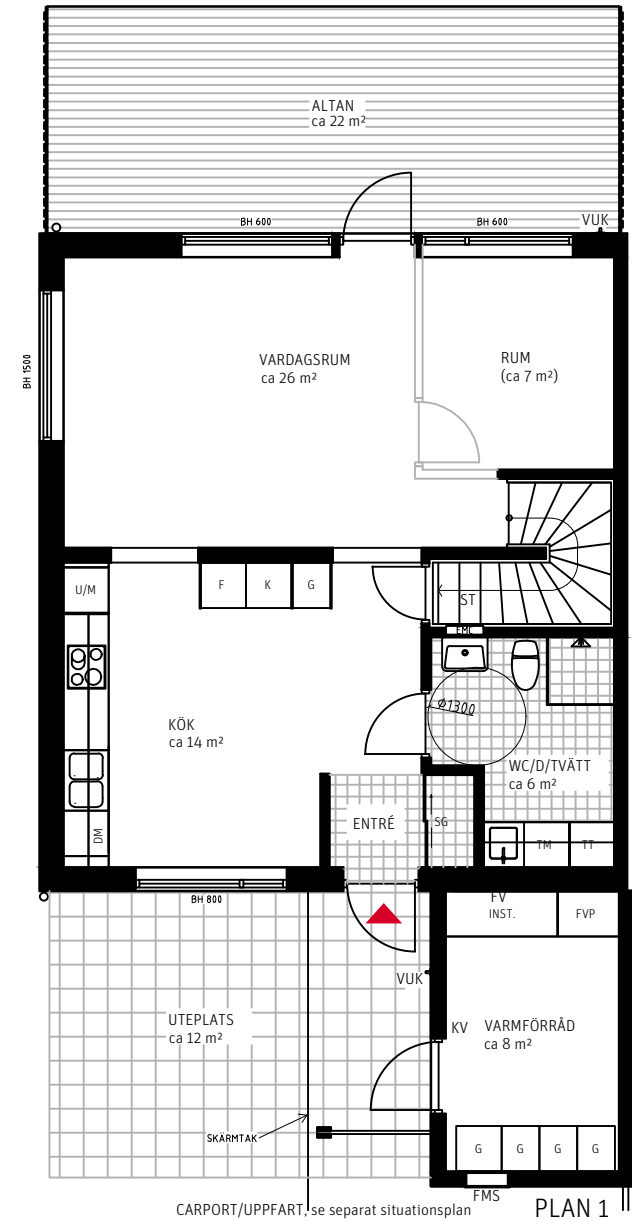 ALTAN
ca 22 m²
BH 600
BH 600
VUK
BH 1500
VARDAGSRUM
ca 26 m²
RUM
(ca 7 m²)
U/M
F
K
G
ST
EMC
Ø1300
KÖK
ca 14 m²
WC/D/TVÄTT
ca 6 m²
ENTRÉ
SG
DM
TM
TT
BH 800
FV
INST.
FVP
VUK
UTEPLATS
ca 12 m²
KV
VARMFÖRRÅD
ca 8 m²
SKÄRMTAK
G
G
G
G
FMS
CARPORT/UPPFART, se separat situationsplan
PLAN 1